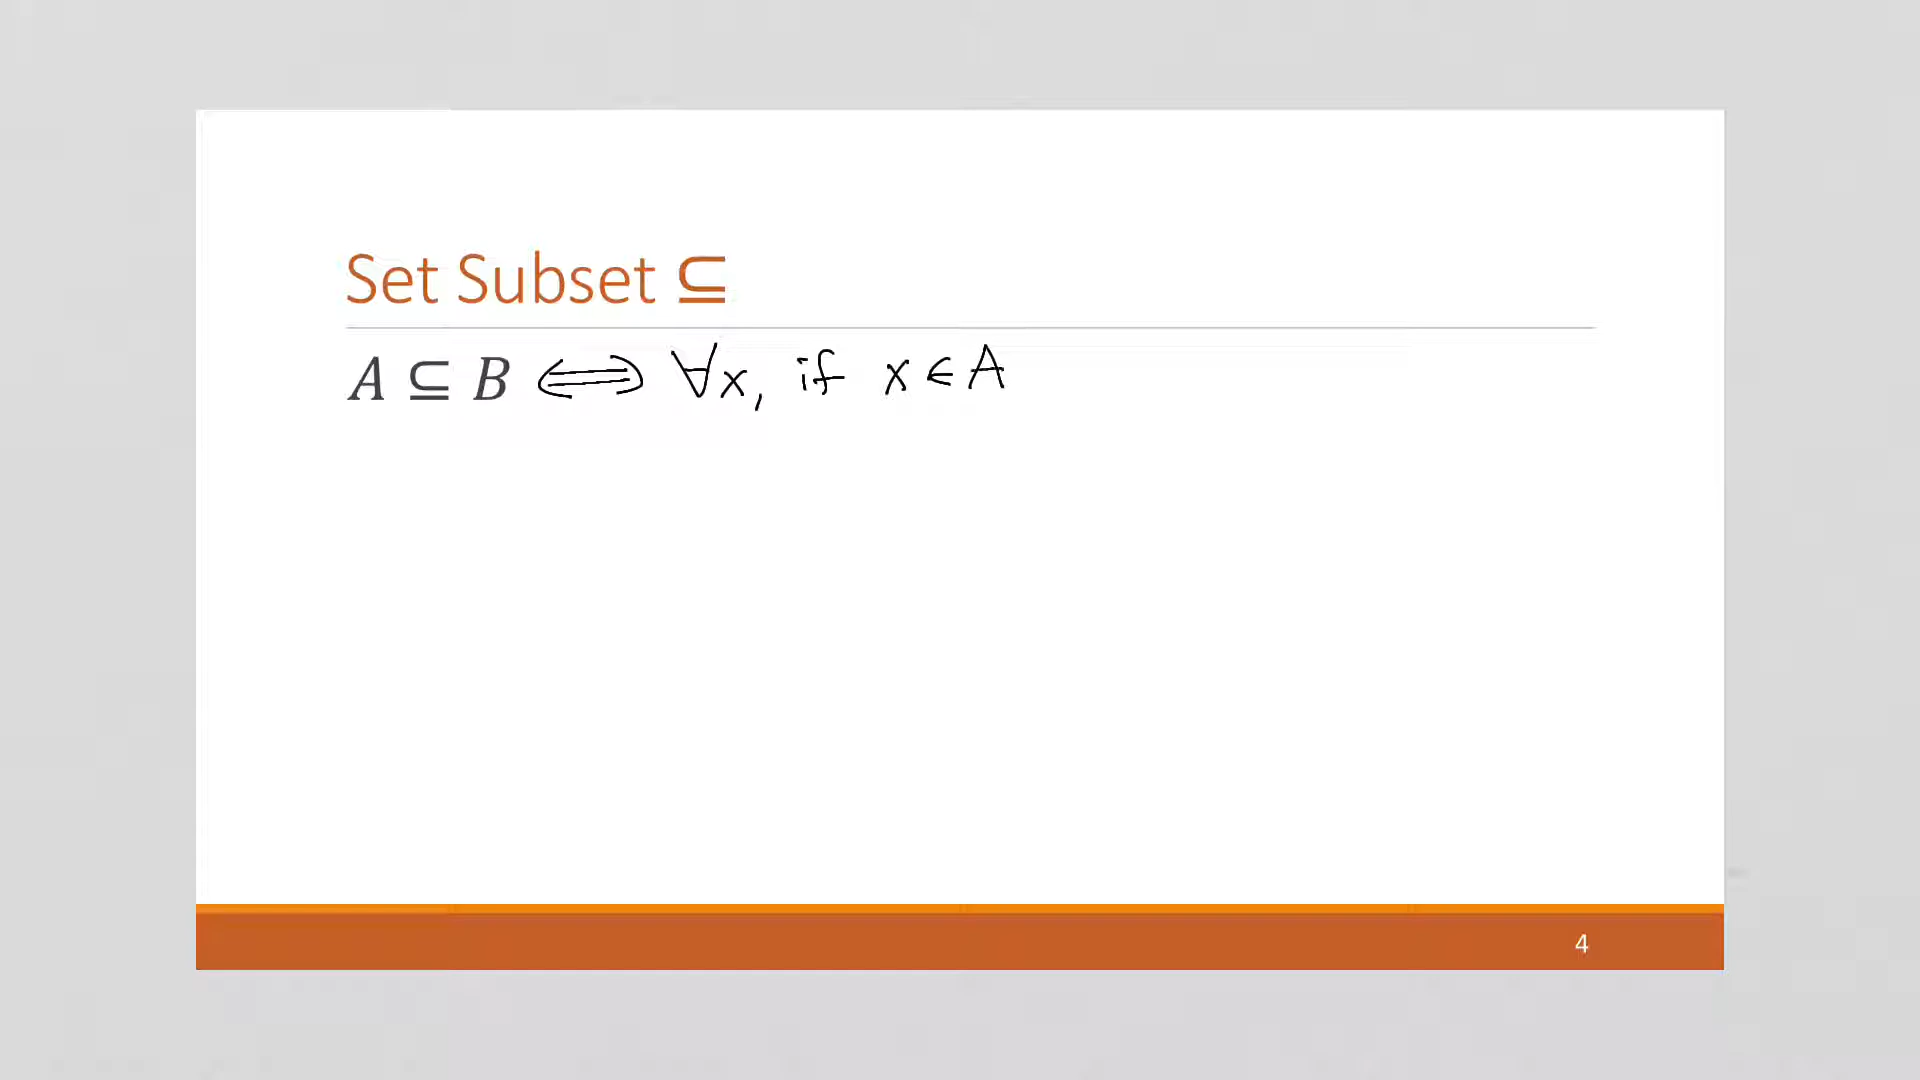 Set Subset ⊆
A ⊆ B ⟺ ∀x, if x ∈ A
4